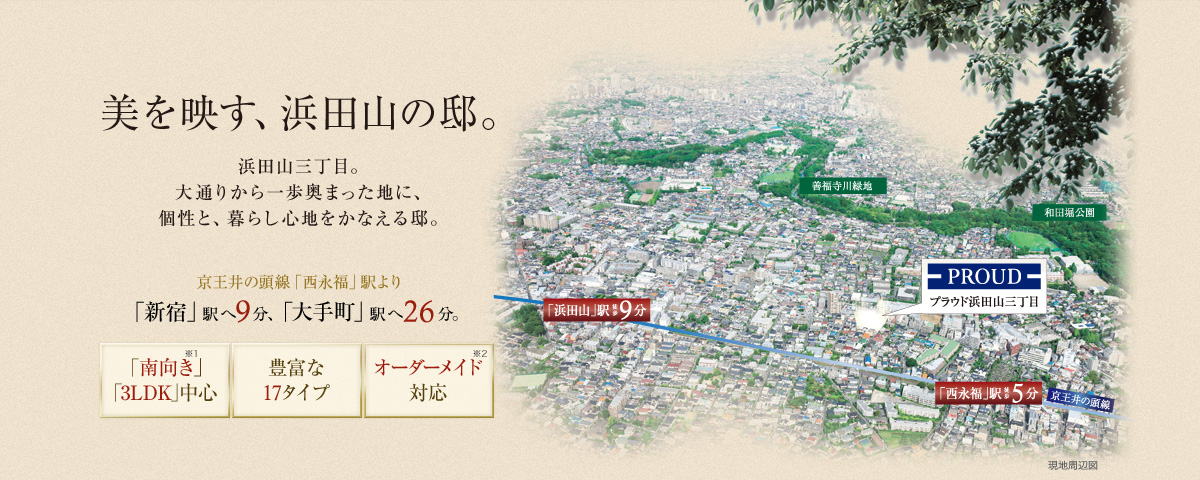 美を映す、浜田山の邸。
浜田山三丁目。
大通りから一歩奥まった地に、
個性と、暮らし心地をかなえる邸。
京王井の頭線「西永福」駅より
「新宿」駅へ9分、「大手町」駅へ26分。
「南向き」※1
「3LDK」中心
豊富な
17タイプ
オーダーメイド※2
対応
善福寺川緑地
和田堀公園
PROUD
プラウド浜田山三丁目
「浜田山」駅徒歩9分
「西永福」駅徒歩5分
京王井の頭線
現地周辺図